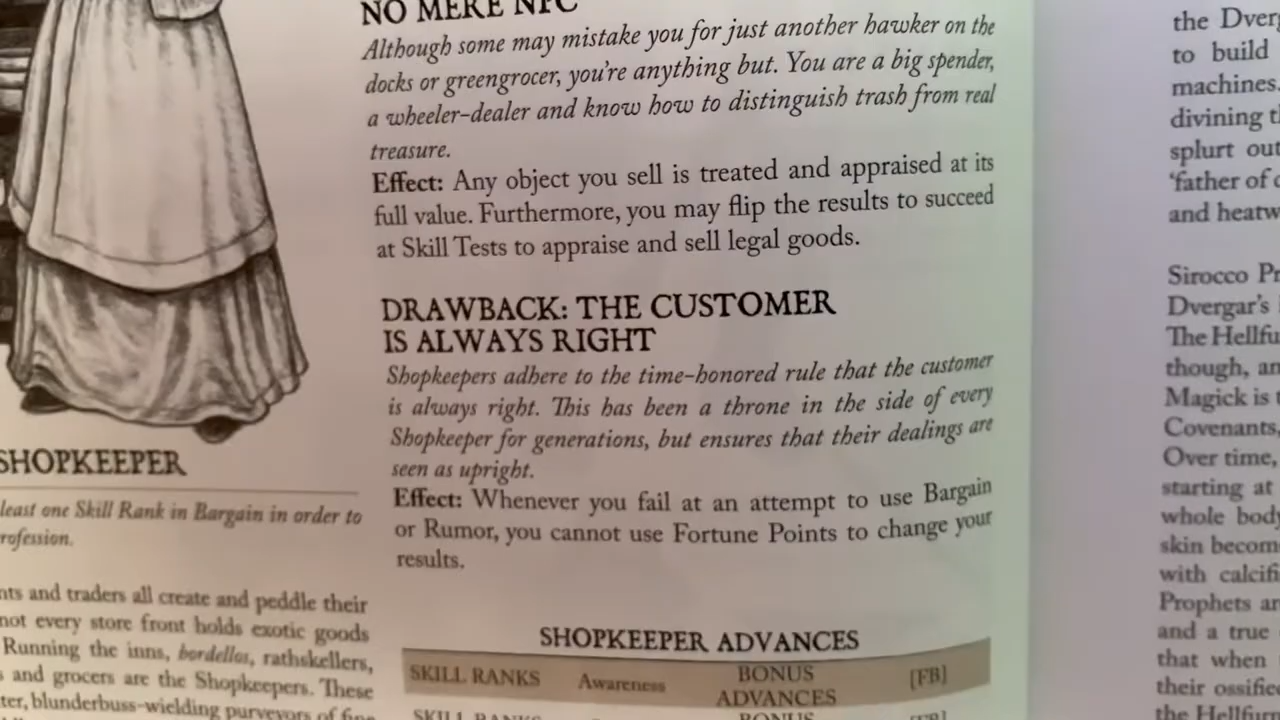 NO MERE NPC
Although some may mistake you for just another hawker on the
docks or greengrocer, you're anything but. You are a big spender,
a wheeler-dealer and know how to distinguish trash from real
treasure.
Effect: Any object you sell is treated and appraised at its
full value. Furthermore, you may flip the results to succeed
at Skill Tests to appraise and sell legal goods.
DRAWBACK: THE CUSTOMER
IS ALWAYS RIGHT
Shopkeepers adhere to the time-honored rule that the customer
is always right. This has been a throne in the side of every
Shopkeeper for generations, but ensures that their dealings are
seen as upright.
Effect: Whenever you fail at an attempt to use Bargain
or Rumor, you cannot use Fortune Points to change your
results.
SHOPKEEPER ADVANCES
SKILL RANKS Awareness BONUS ADVANCES [FB]
SKILL RANKS BONUS
SHOPKEEPER
least one Skill Rank in Bargain in order to
rofession.
nts and traders all create and peddle their
not every store front holds exotic goods
Running the inns, bordellos, rathskellers,
s and grocers are the Shopkeepers. These
ter, blunderbuss-wielding purveyors of fine
the Dverg
to build
machines.
divining th
splurt out
'father of
and heatw
Sirocco Pr
Dvergar's
The Hellfu
though, an
Magick is
Covenants,
Over time,
starting at
whole body
skin become
with calcifi
Prophets ar
and a true
that when
their ossified
the Hellfurn